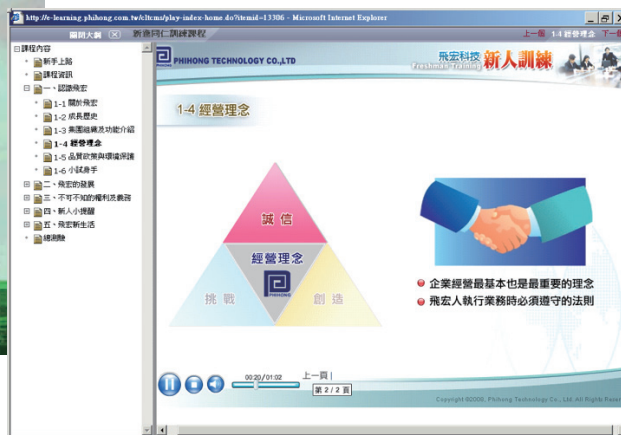 http://e-learning.phihong.com.tw/cltcms/play-index-home.do?itemid=13306 - Microsoft Internet Explorer
關閉大綱
新進同仁訓練課程
上一個 1-4 經營理念 下一個
課程內容
新手上路
課程資訊
一、認識飛宏
1-1 關於飛宏
1-2 成長歷史
1-3 集團組織及功能介紹
1-4 經營理念
1-5 品質政策與環境保護
1-6 小試身手
二、飛宏的發展
三、不可不知的權利及義務
四、新人小提醒
五、飛宏新生活
總測驗
PHIHONG TECHNOLOGY CO.,LTD
飛宏科技 新人訓練
Freshman Training
1-4 經營理念
誠信
經營理念
PHIHONG
挑戰
創造
企業經營最基本也是最重要的理念
飛宏人執行業務時必須遵守的法則
00:20/01:02
上一頁 |
第 2 / 2 頁
Copyright ©2006, Phihong Technology Co., Ltd. All Rights Reser